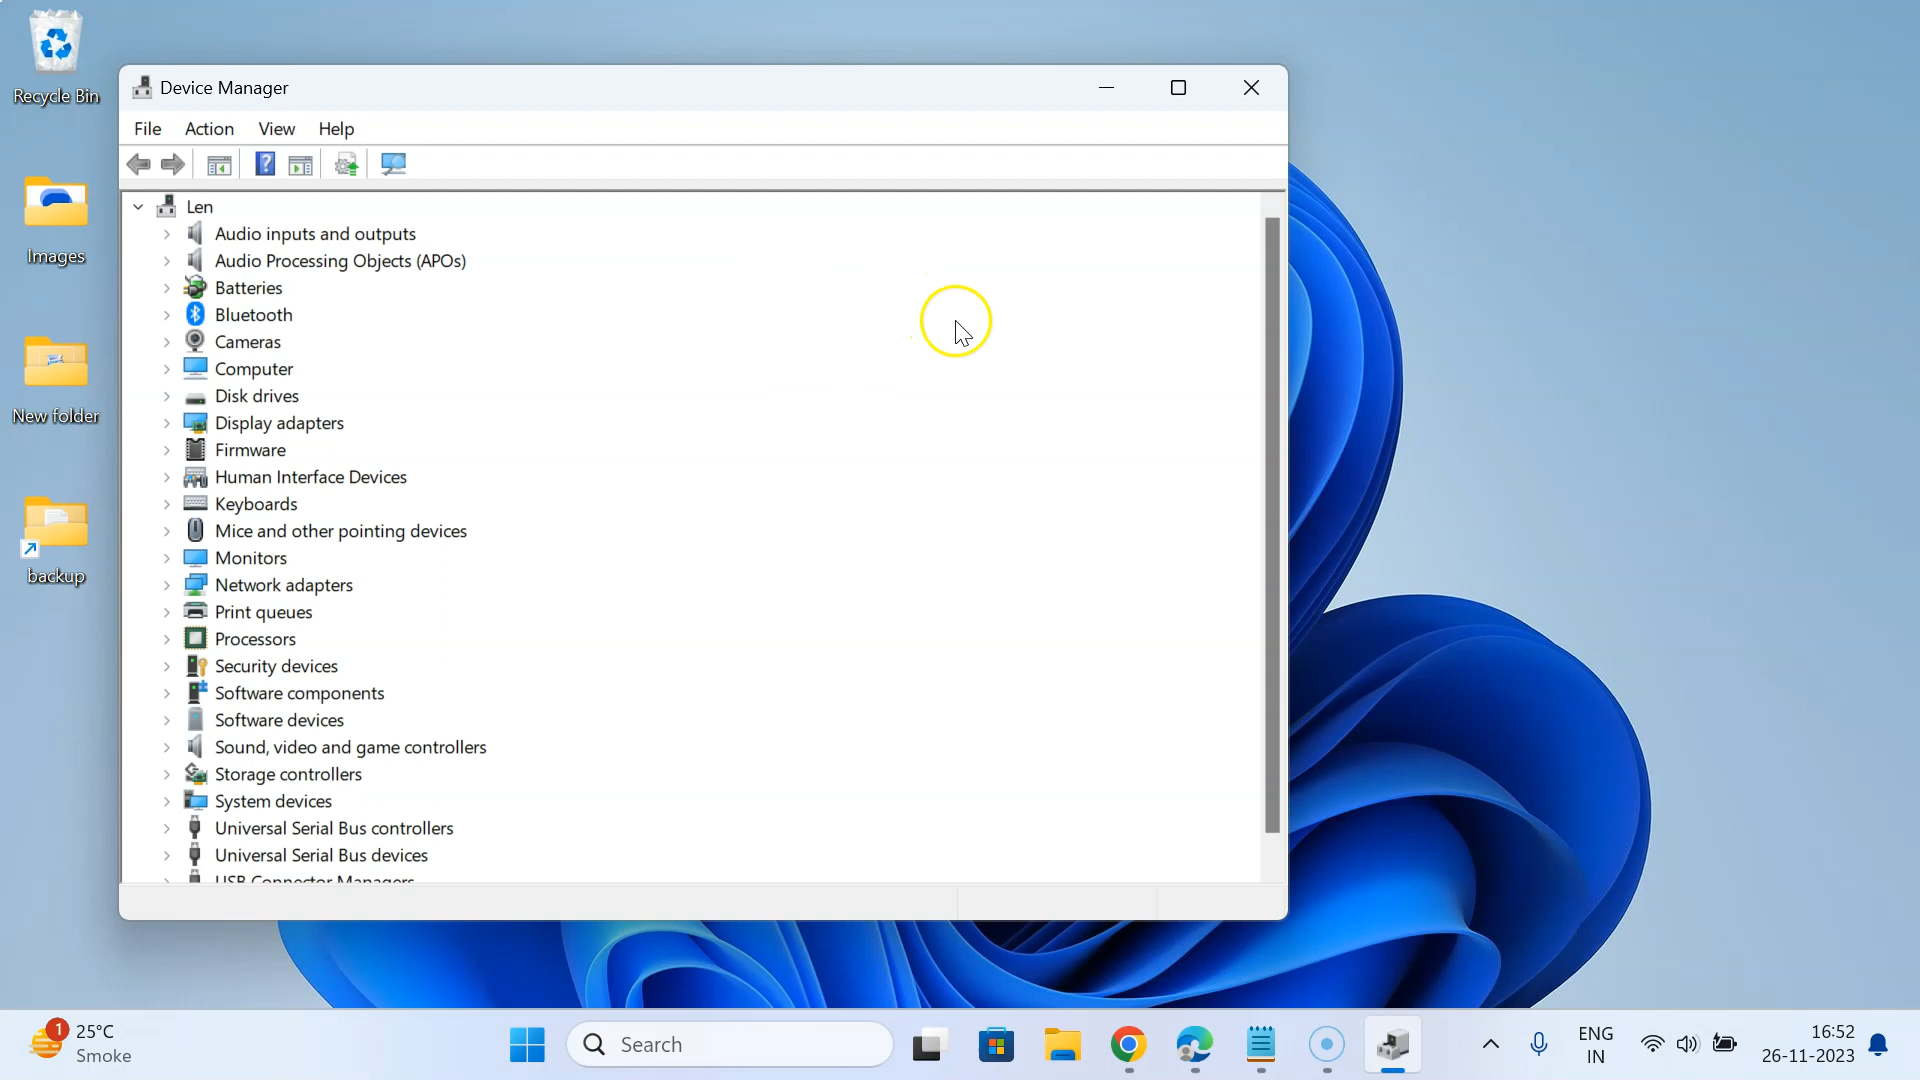 Recycle Bin
Images
New folder
backup
Device Manager
File Action View Help
Len
Audio inputs and outputs
Audio Processing Objects (APOs)
Batteries
Bluetooth
Cameras
Computer
Disk drives
Display adapters
Firmware
Human Interface Devices
Keyboards
Mice and other pointing devices
Monitors
Network adapters
Print queues
Processors
Security devices
Software components
Software devices
Sound, video and game controllers
Storage controllers
System devices
Universal Serial Bus controllers
Universal Serial Bus devices
USB Connector Managers
1
25°C
Smoke
Search
ENG
IN
16:52
26-11-2023